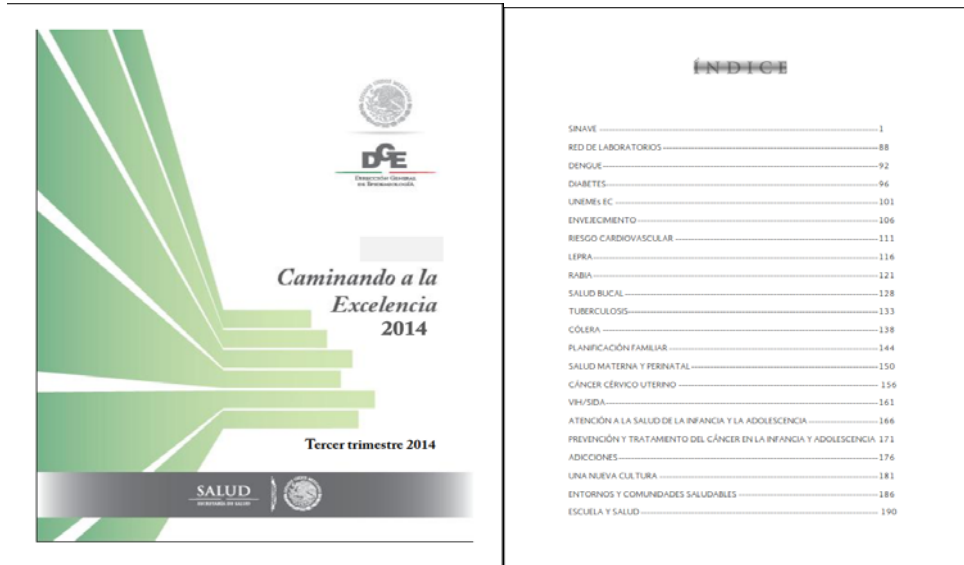 DGE
DIRECCIÓN GENERAL
DE EPIDEMIOLOGÍA
Caminando a la
Excelencia
2014
Tercer trimestre 2014
SALUD
SECRETARÍA DE SALUD
ÍNDICE
SINAVE 1
RED DE LABORATORIOS 88
DENGUE 92
DIABETES 96
UNEMEs EC 101
ENVEJECIMIENTO 106
RIESGO CARDIOVASCULAR 111
LEPRA 116
RABIA 121
SALUD BUCAL 128
TUBERCULOSIS 133
CÓLERA 138
PLANIFICACIÓN FAMILIAR 144
SALUD MATERNA Y PERINATAL 150
CÁNCER CÉRVICO UTERINO 156
VIH/SIDA 161
ATENCIÓN A LA SALUD DE LA INFANCIA Y LA ADOLESCENCIA 166
PREVENCIÓN Y TRATAMIENTO DEL CÁNCER EN LA INFANCIA Y ADOLESCENCIA 171
ADICCIONES 176
UNA NUEVA CULTURA 181
ENTORNOS Y COMUNIDADES SALUDABLES 186
ESCUELA Y SALUD 190